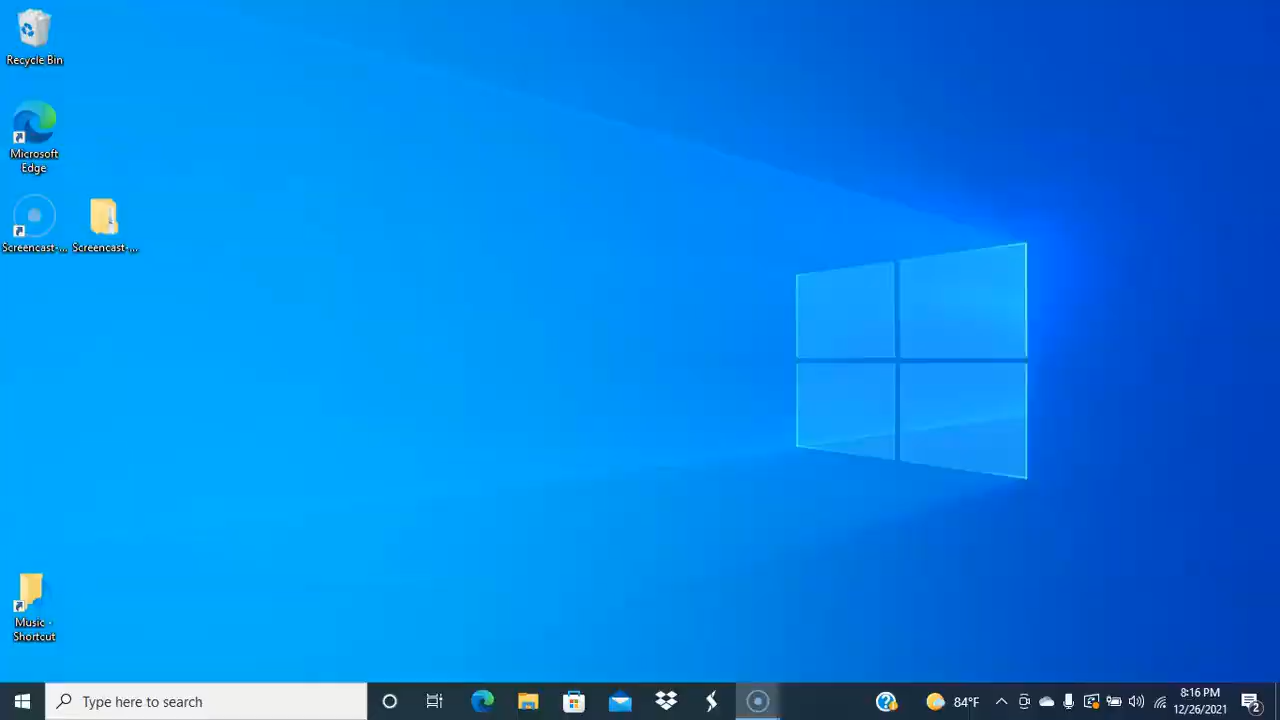 Recycle Bin
Microsoft
Edge
Screencast-...
Screencast-...
Music -
Shortcut
Type here to search
84°F
8:16 PM
12/26/2021
2